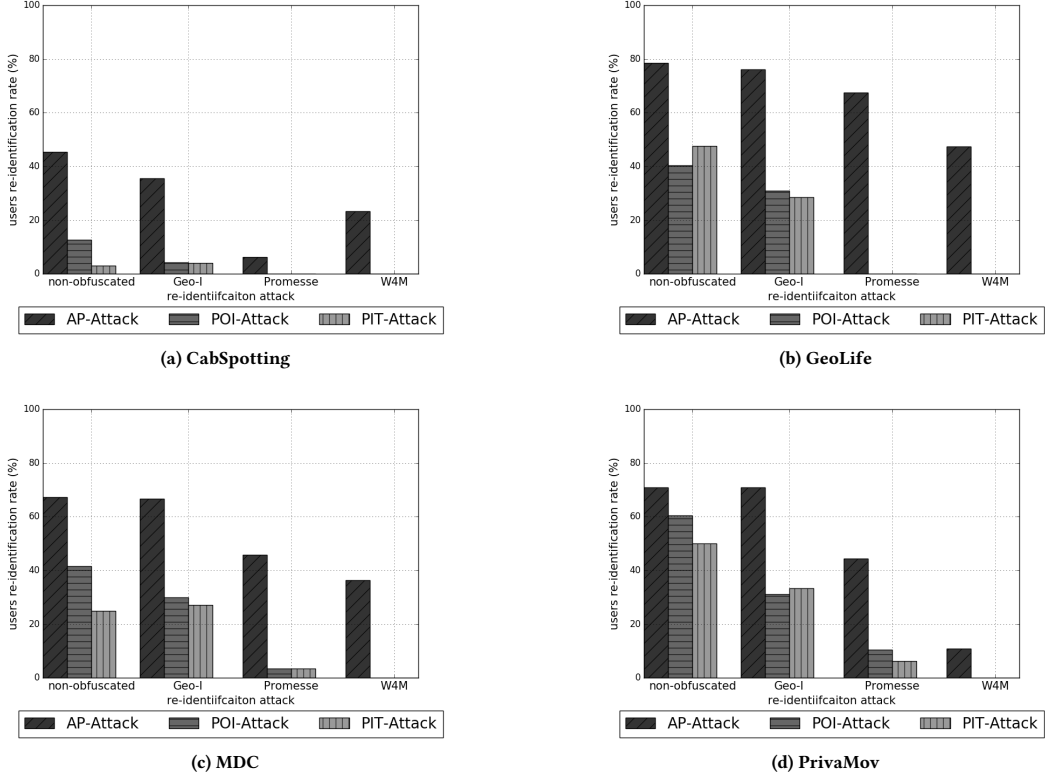 100
80
60
40
20
0
users re-identification rate (%)
non-obfuscated Geo-I Promesse W4M
re-identiifcaiton attack
AP-Attack POI-Attack PIT-Attack
(a) CabSpotting
100
80
60
40
20
0
users re-identification rate (%)
non-obfuscated Geo-I Promesse W4M
re-identiifcaiton attack
AP-Attack POI-Attack PIT-Attack
(b) GeoLife
100
80
60
40
20
0
users re-identification rate (%)
non-obfuscated Geo-I Promesse W4M
re-identiifcaiton attack
AP-Attack POI-Attack PIT-Attack
(c) MDC
100
80
60
40
20
0
users re-identification rate (%)
non-obfuscated Geo-I Promesse W4M
re-identiifcaiton attack
AP-Attack POI-Attack PIT-Attack
(d) PrivaMov